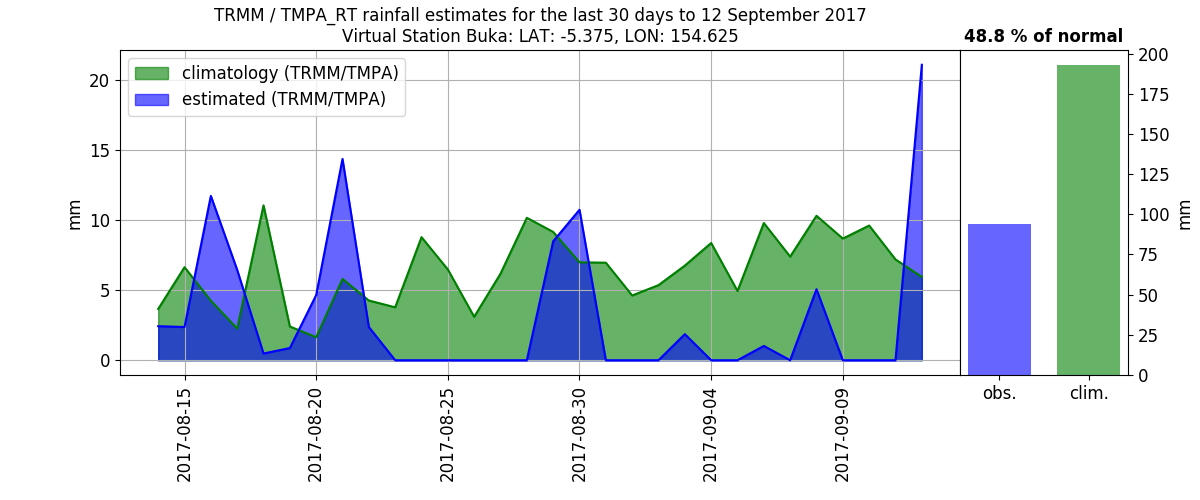 TRMM / TMPA_RT rainfall estimates for the last 30 days to 12 September 2017
Virtual Station Buka: LAT: -5.375, LON: 154.625
48.8 % of normal
climatology (TRMM/TMPA)
estimated (TRMM/TMPA)
mm
20
15
10
5
0
2017-08-15
2017-08-20
2017-08-25
2017-08-30
2017-09-04
2017-09-09
200
175
150
125
100
75
50
25
0
mm
obs.
clim.